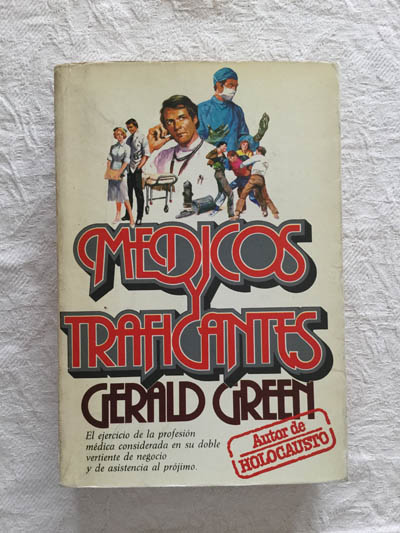 MEDICOS
Y
TRAFICANTES
GERALD GREEN
El ejercicio de la profesión
médica considerada en su doble
vertiente de negocio
y de asistencia al prójimo.
Autor de
HOLOCAUSTO